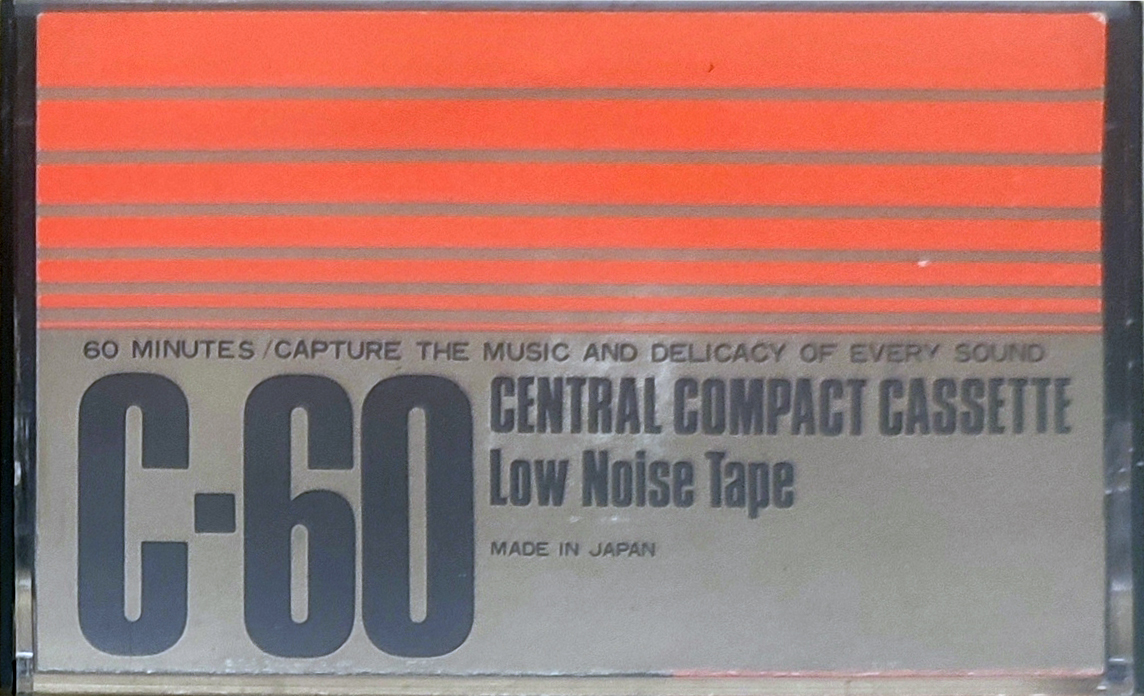 60 MINUTES/CAPTURE THE MUSIC AND DELICACY OF EVERY SOUND
C-60
CENTRAL COMPACT CASSETTE
Low Noise Tape
MADE IN JAPAN